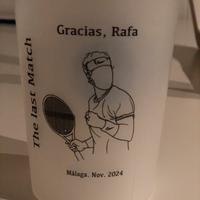 Gracias, Rafa
The last Match
Málaga. Nov. 2024